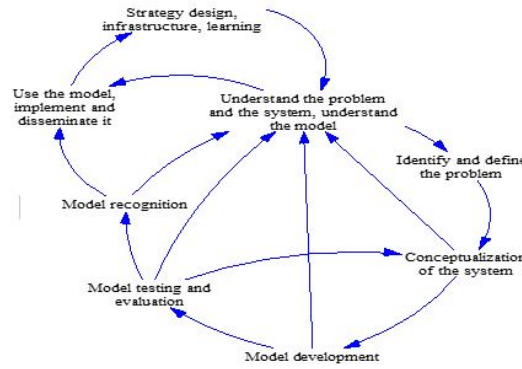 Strategy design,
infrastructure, learning
Use the model,
implement and
disseminate it
Understand the problem
and the system, understand
the model
Identify and define
the problem
Model recognition
Conceptualization
of the system
Model testing and
evaluation
Model development